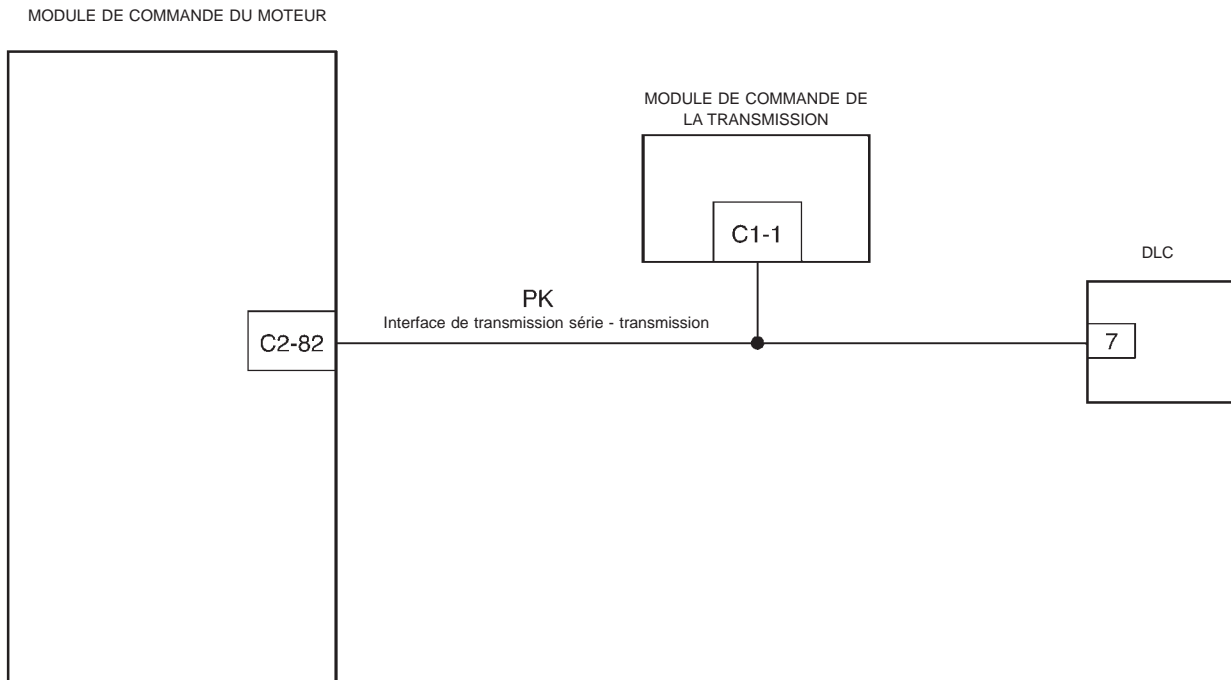 MODULE DE COMMANDE DU MOTEUR
MODULE DE COMMANDE DE
LA TRANSMISSION
C1-1
DLC
PK
Interface de transmission série - transmission
C2-82
7